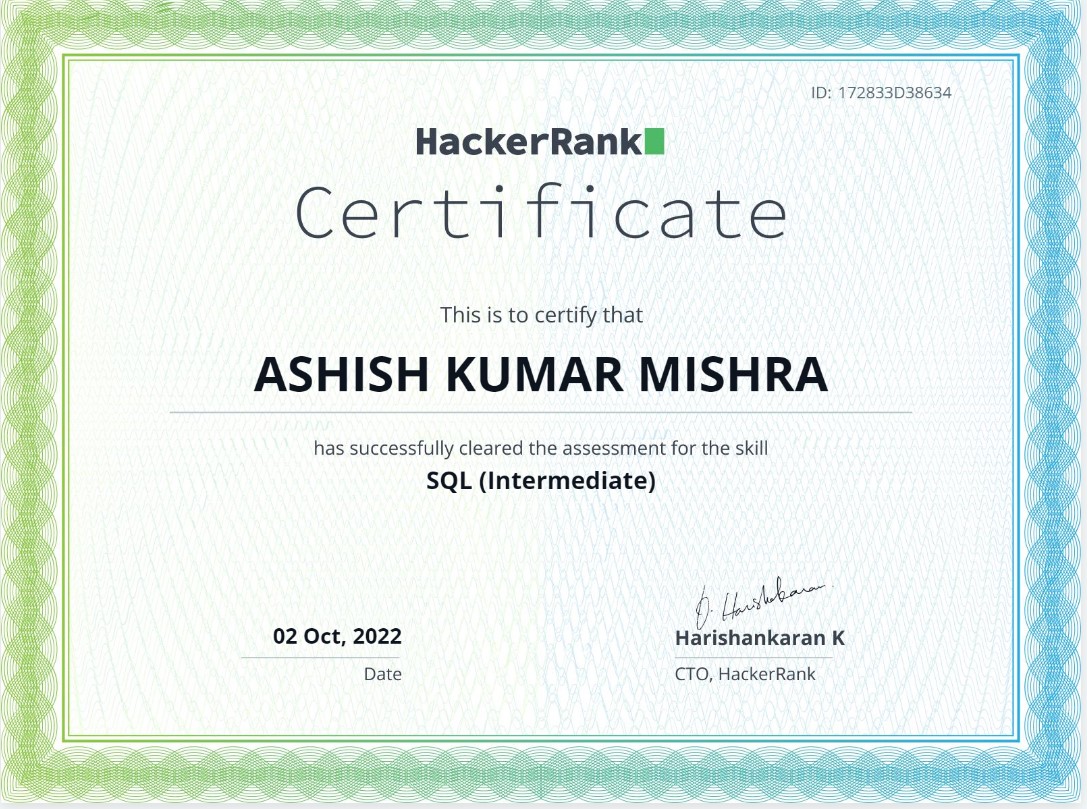 ID: 172833D38634
HackerRank
Certificate
This is to certify that
ASHISH KUMAR MISHRA
has successfully cleared the assessment for the skill
SQL (Intermediate)
02 Oct, 2022
Date
Harishankaran K
CTO, HackerRank